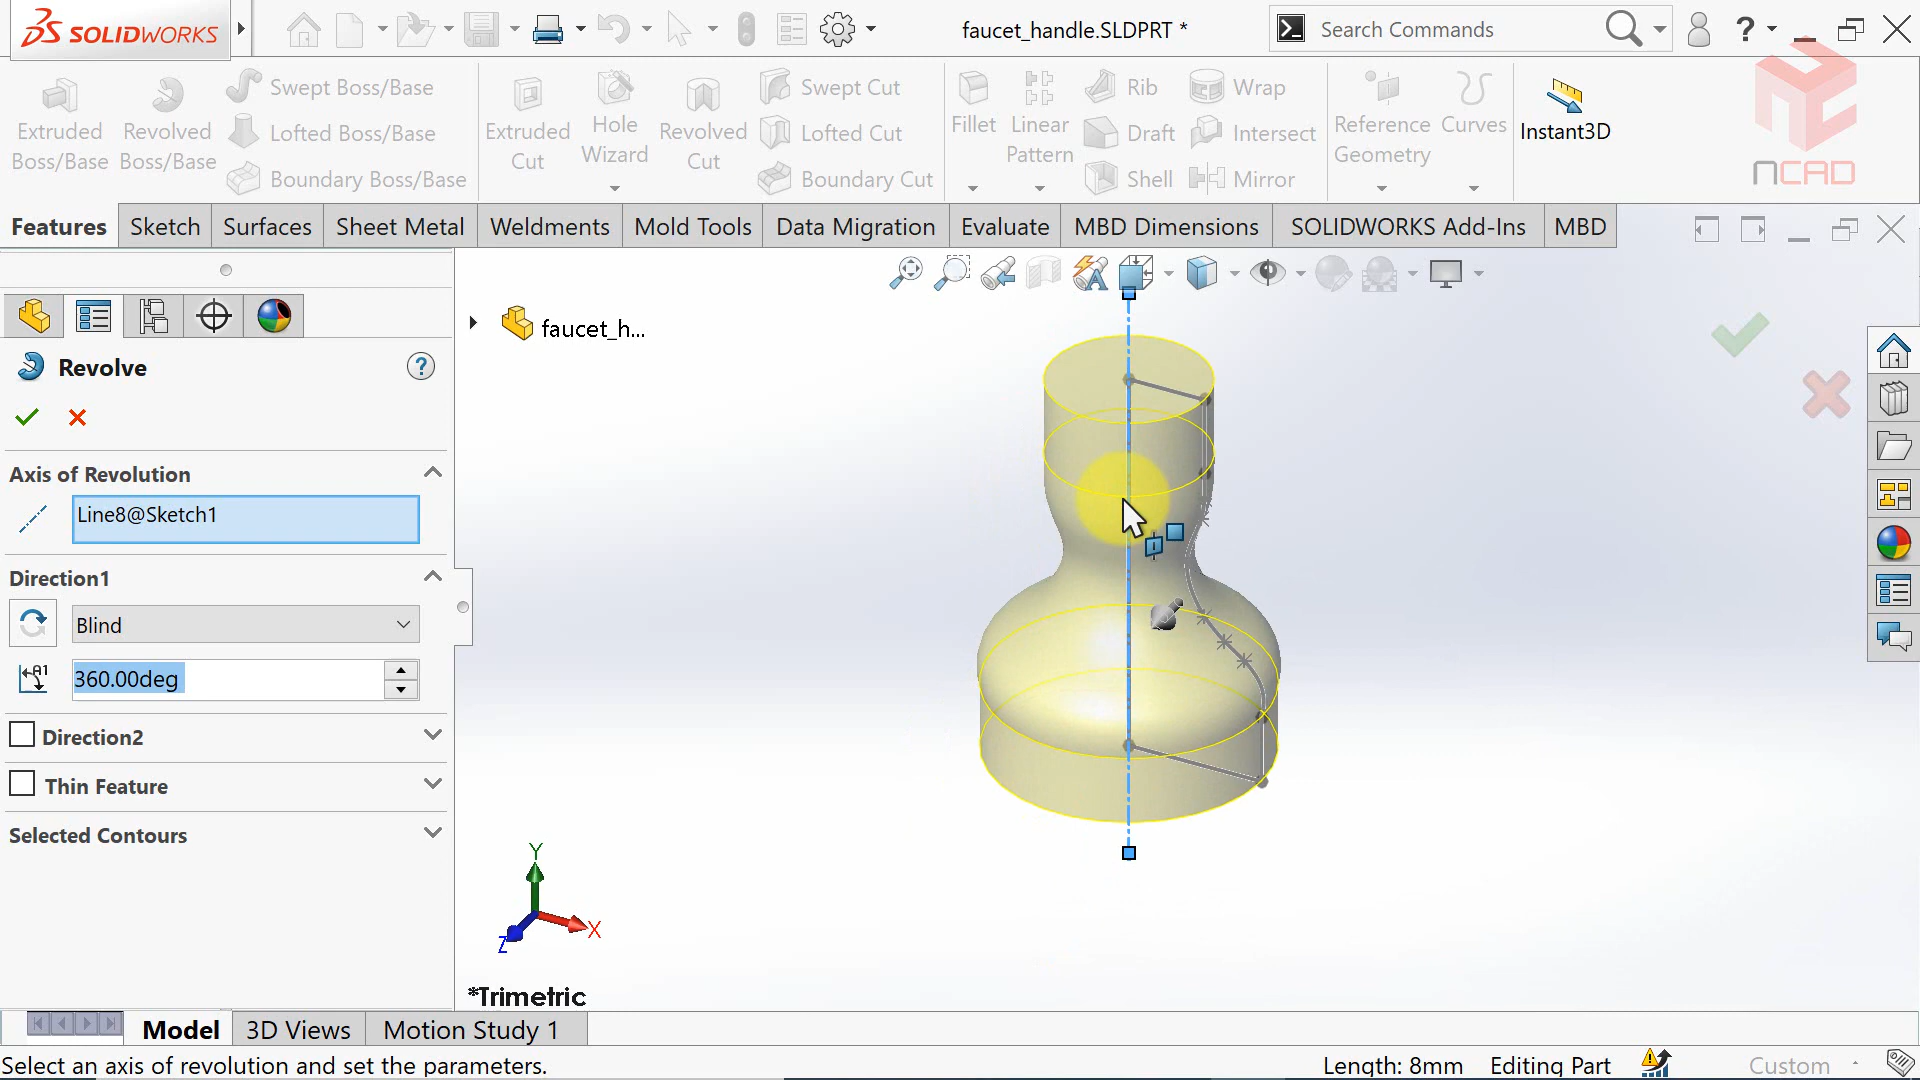 SOLIDWORKS
faucet_handle.SLDPRT *
Search Commands
?
Extruded Boss/Base
Revolved Boss/Base
Swept Boss/Base
Lofted Boss/Base
Boundary Boss/Base
Extruded Cut
Hole Wizard
Revolved Cut
Swept Cut
Lofted Cut
Boundary Cut
Fillet
Linear Pattern
Rib
Draft
Shell
Wrap
Intersect
Mirror
Reference Geometry
Curves
Instant3D
NCAD
Features
Sketch
Surfaces
Sheet Metal
Weldments
Mold Tools
Data Migration
Evaluate
MBD Dimensions
SOLIDWORKS Add-Ins
MBD
faucet_h...
Revolve
?
Axis of Revolution
Line8@Sketch1
Direction1
Blind
360.00deg
Direction2
Thin Feature
Selected Contours
Y
X
Z
*Trimetric
Model
3D Views
Motion Study 1
Select an axis of revolution and set the parameters.
Length: 8mm
Editing Part
Custom